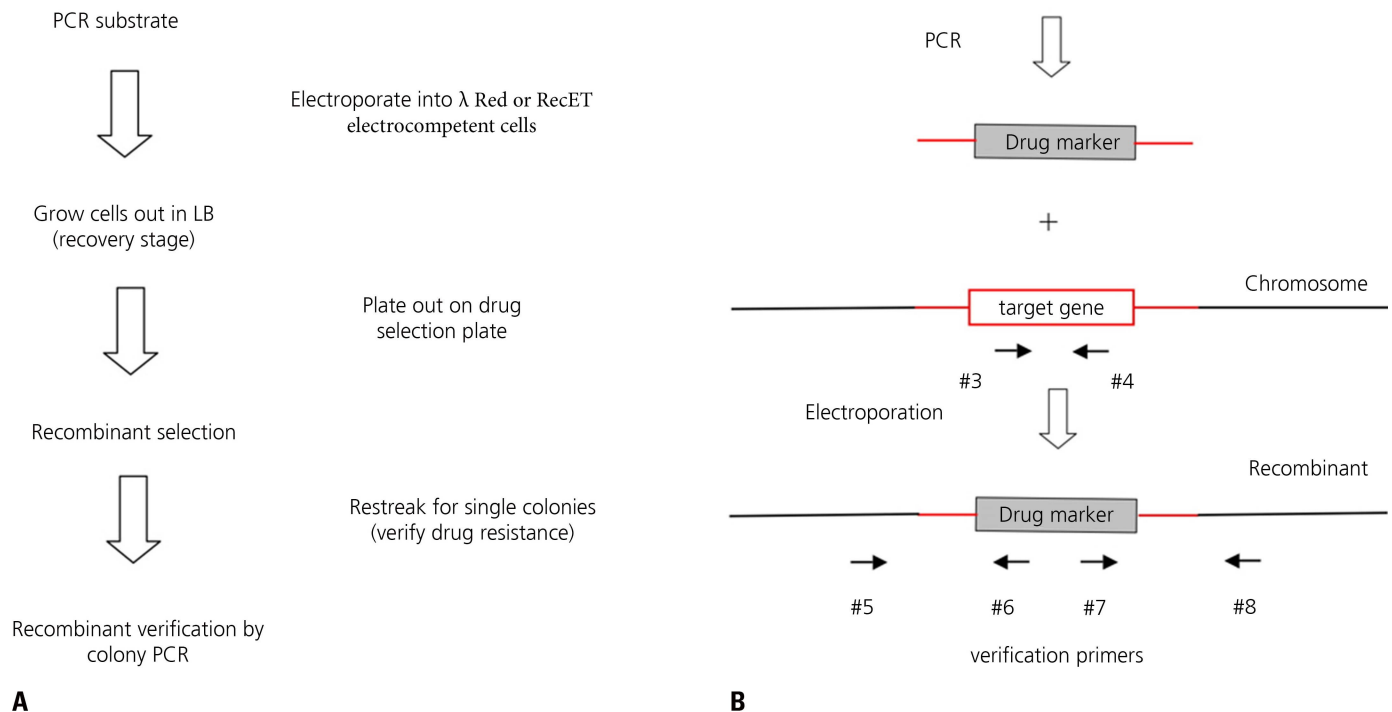 PCR substrate
Electroporate into λ Red or RecET
electrocompetent cells
Grow cells out in LB
(recovery stage)
Plate out on drug
selection plate
Recombinant selection
Restreak for single colonies
(verify drug resistance)
Recombinant verification by
colony PCR
A
PCR
Drug marker
+
Chromosome
target gene
#3
#4
Electroporation
Recombinant
Drug marker
#5
#6
#7
#8
verification primers
B